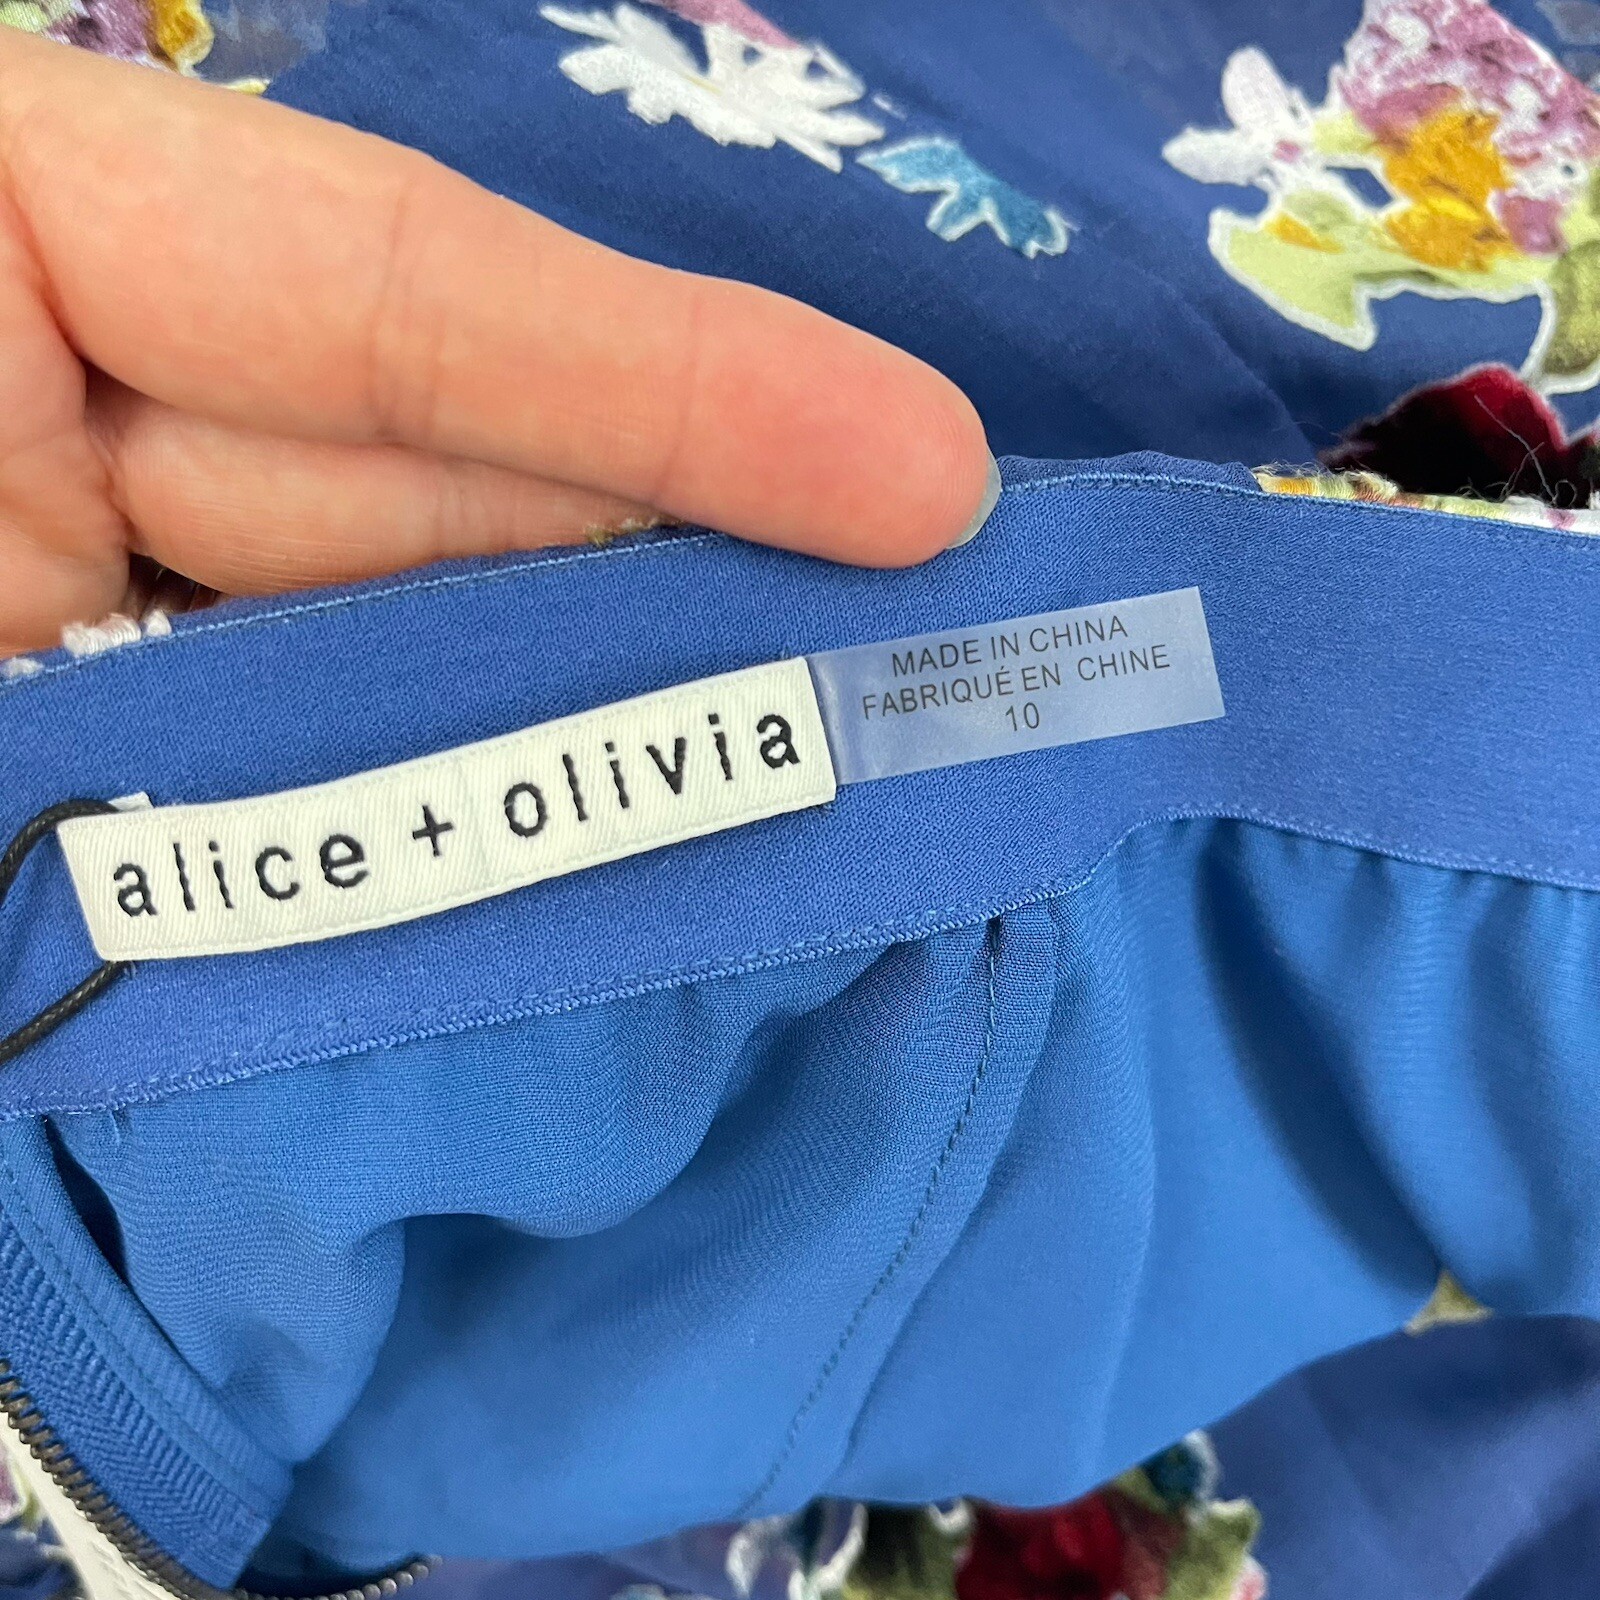 alice + olivia
MADE IN CHINA
FABRIQUÉ EN CHINE
10